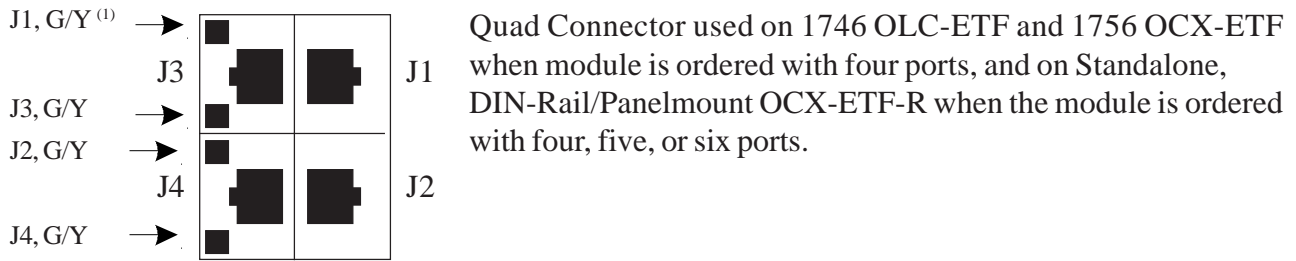 J1, G/Y (1)
J3
J1
J3, G/Y
J2, G/Y
J4
J2
J4, G/Y
Quad Connector used on 1746 OLC-ETF and 1756 OCX-ETF
when module is ordered with four ports, and on Standalone,
DIN-Rail/Panelmount OCX-ETF-R when the module is ordered
with four, five, or six ports.